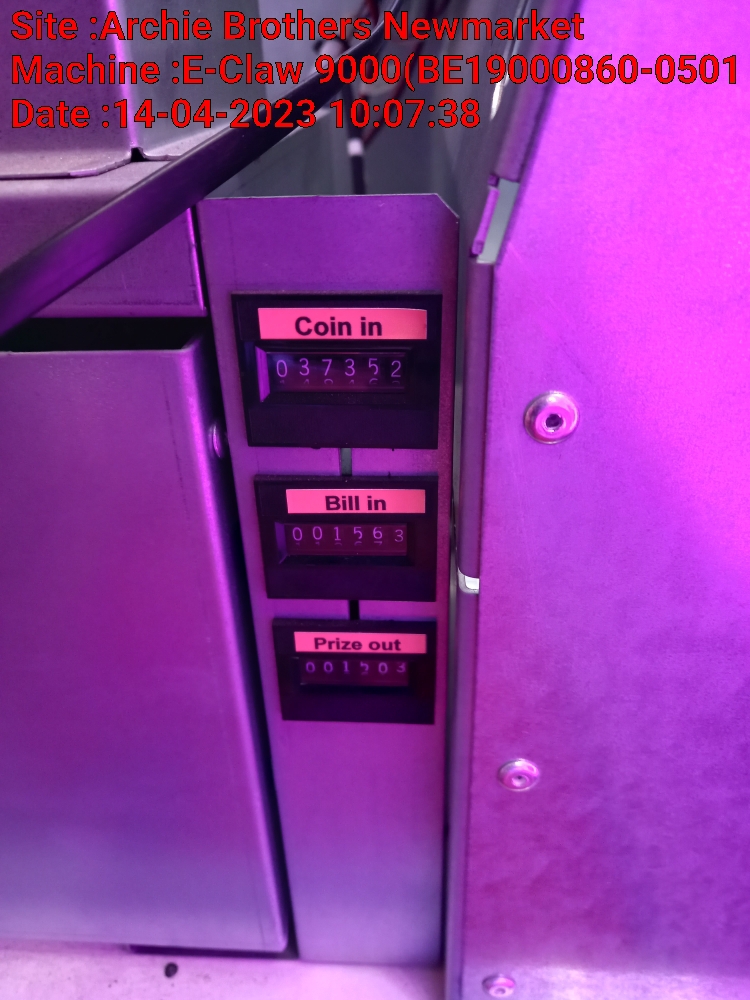 Site :Archie Brothers Newmarket
Machine :E-Claw 9000(BE19000860-0501
Date :14-04-2023 10:07:38
Coin in
037352
Bill in
001563
Prize out
001503